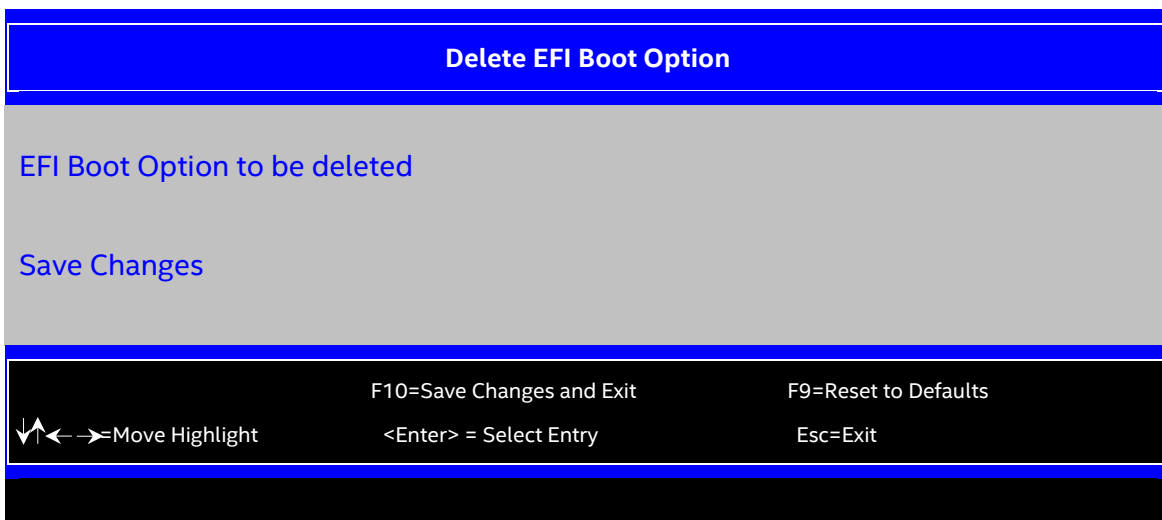 Delete EFI Boot Option
EFI Boot Option to be deleted
Save Changes
F10=Save Changes and Exit F9=Reset to Defaults
↓↑←→=Move Highlight <Enter> = Select Entry Esc=Exit